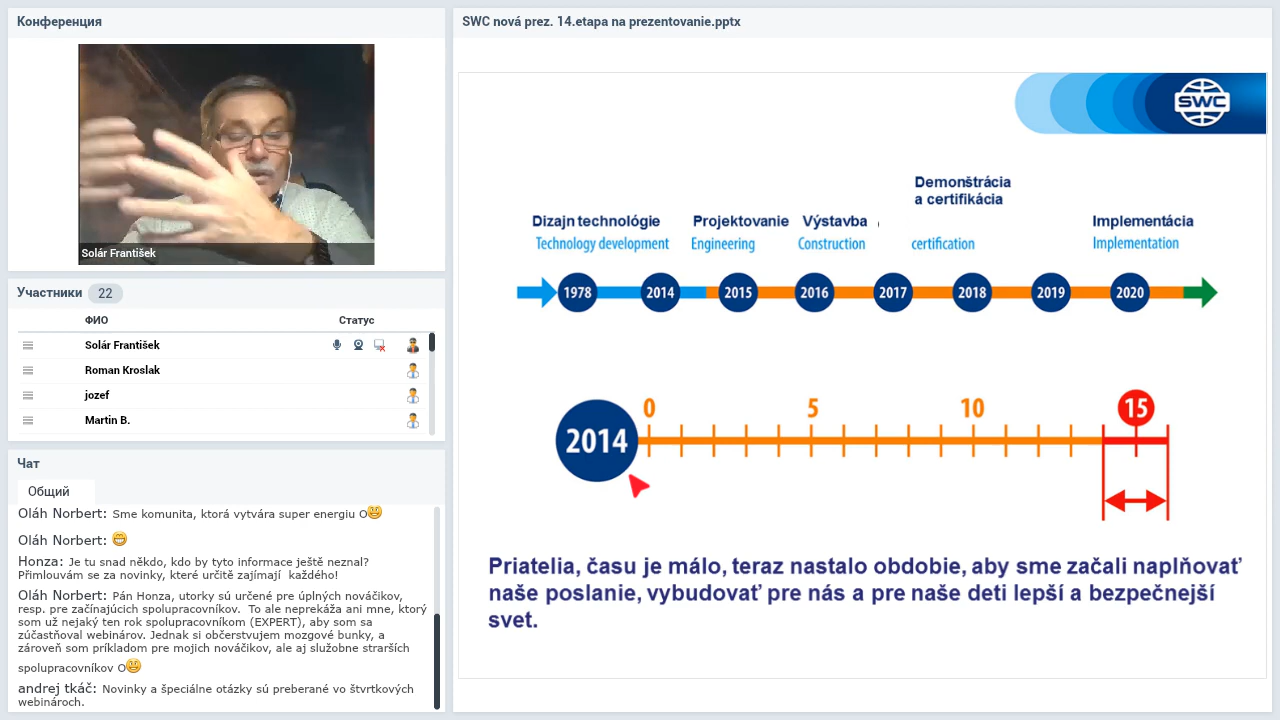 Конференция
Solár František
Участники 22
ФИО Статус
Solár František
Roman Kroslak
jozef
Martin B.
Чат
Общий
Oláh Norbert: Sme komunita, ktorá vytvára super energiu O
Oláh Norbert:
Honza: Je tu snad někdo, kdo by tyto informace ještě neznal?
Přimlouvám se za novinky, které určitě zajímají každého!
Oláh Norbert: Pán Honza, utorky sú určené pre úplných nováčikov,
resp. pre začínajúcich spolupracovníkov. To ale neprekáža ani mne, ktorý
som už nejaký ten rok spolupracovníkom (EXPERT), aby som sa
zúčastňoval webinárov. Jednak si občerstvujem mozgové bunky, a
zároveň som príkladom pre mojich nováčikov, ale aj služobne starších
spolupracovníkov O
andrej tkáč: Novinky a špeciálne otázky sú preberané vo štvrtkových
webinároch.
SWC nová prez. 14.etapa na prezentovanie.pptx
SWC
Demonštrácia
a certifikácia
Dizajn technológie Projektovanie Výstavba Implementácia
Technology development Engineering Construction certification Implementation
1978 2014 2015 2016 2017 2018 2019 2020
0 5 10 15
2014
Priatelia, času je málo, teraz nastalo obdobie, aby sme začali naplňovať
naše poslanie, vybudovať pre nás a pre naše deti lepší a bezpečnejší
svet.